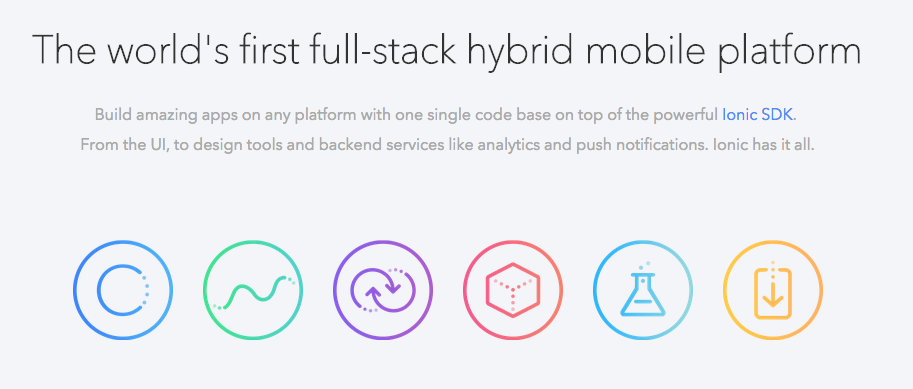 The world's first full-stack hybrid mobile platform
Build amazing apps on any platform with one single code base on top of the powerful Ionic SDK.
From the UI, to design tools and backend services like analytics and push notifications. Ionic has it all.